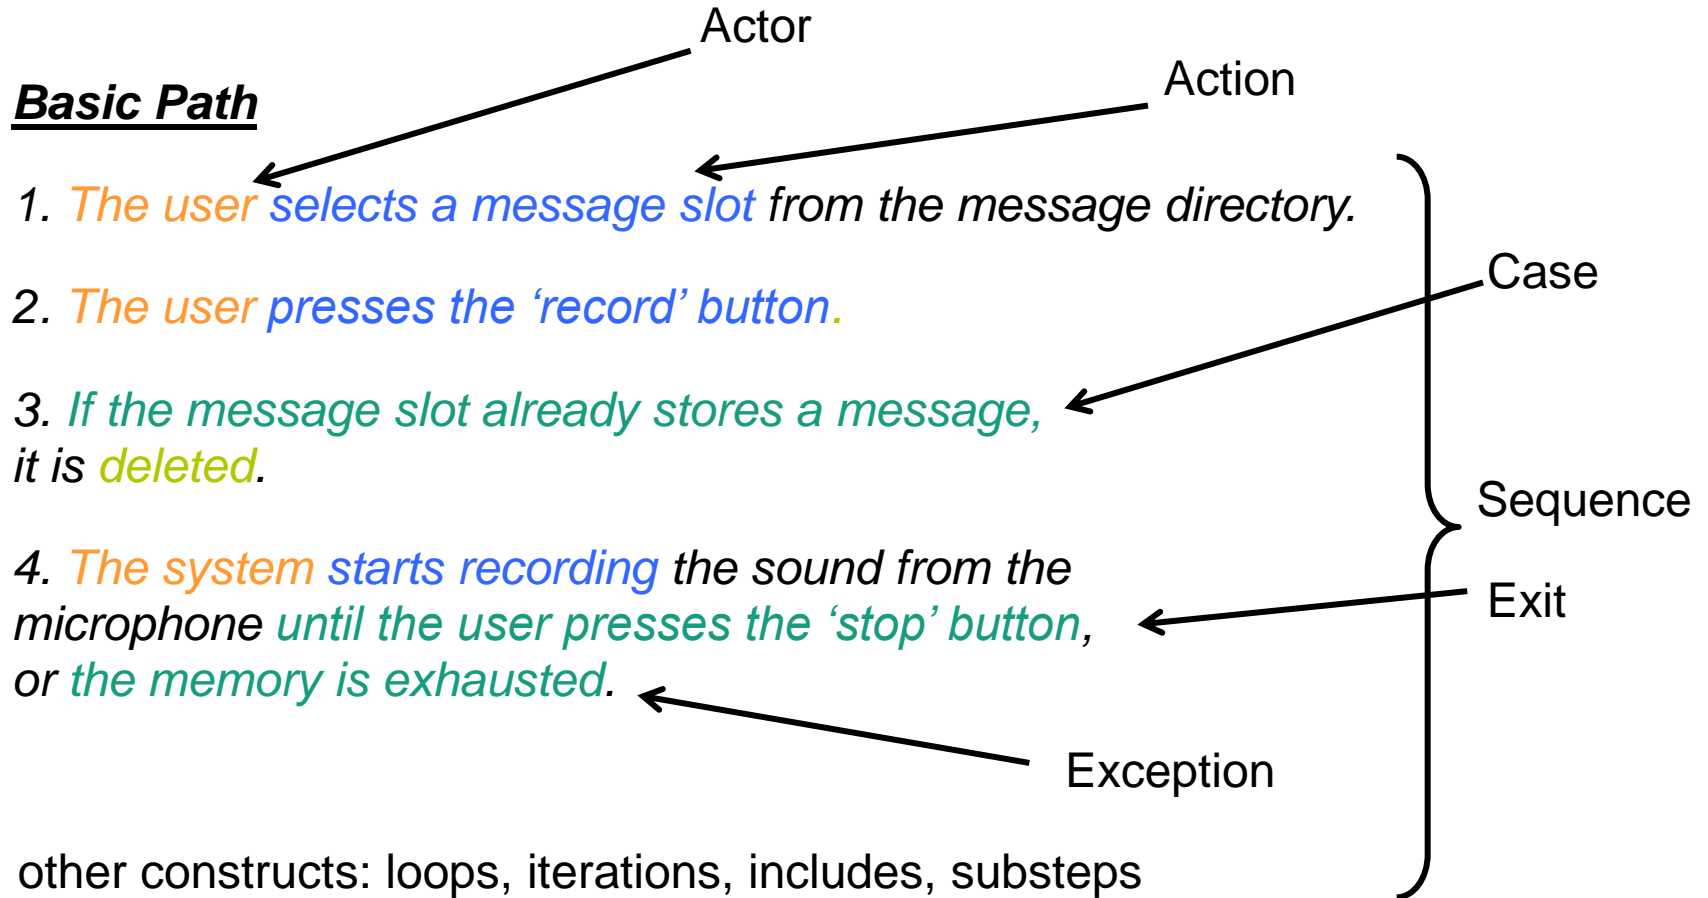 Actor
Action
Basic Path
1. The user selects a message slot from the message directory.
Case
2. The user presses the ‘record’ button.
3. If the message slot already stores a message,
it is deleted.
Sequence
4. The system starts recording the sound from the
microphone until the user presses the ‘stop’ button,
or the memory is exhausted.
Exit
Exception
other constructs: loops, iterations, includes, substeps